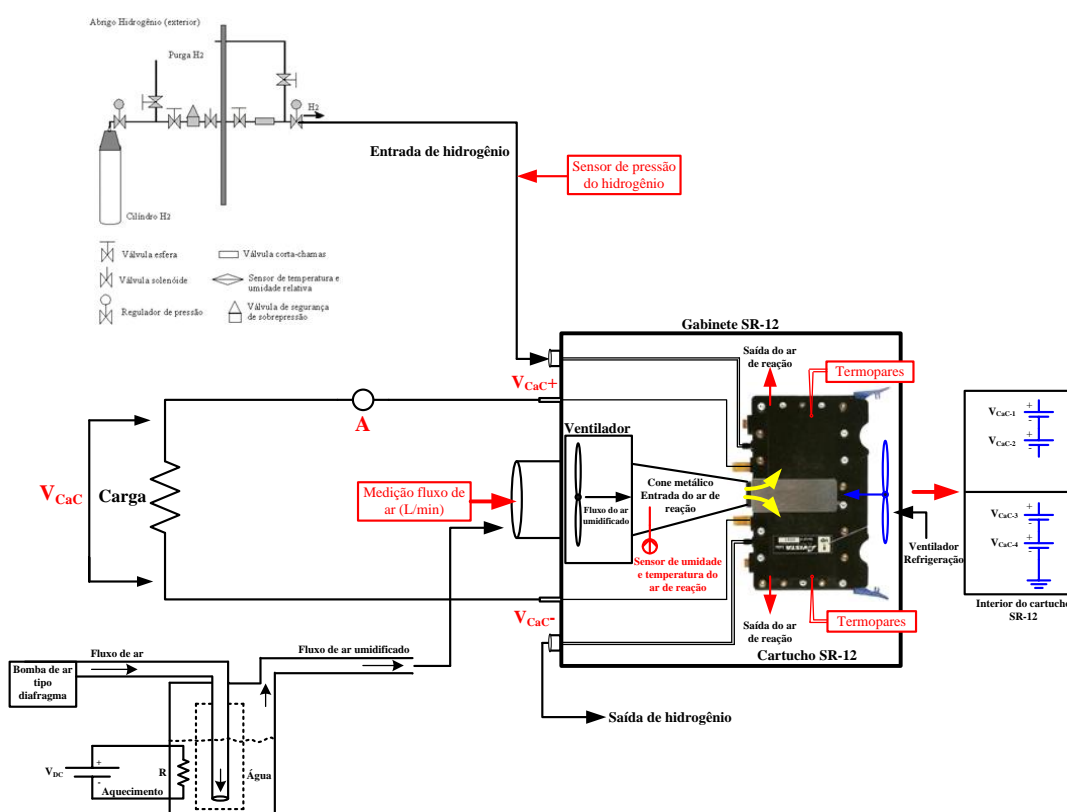 Abrigo Hidrogênio (exterior)
Purga H2
H2
Cilíndro H2
Entrada de hidrogênio
Sensor de pressão
do hidrogênio
Válvula esfera
Válvula corta-chamas
Válvula solenóide
Sensor de temperatura e
umidade relativa
Regulador de pressão
Válvula de segurança
de sobrepressão
Gabinete SR-12
Saída do ar
de reação
Termopares
VCaC+
A
Ventilador
VCaC
Carga
Medição fluxo de
ar (L/min)
Fluxo do ar
umidificado
Cone metálico
Entrada do ar de
reação
Sensor de umidade
e temperatura do
ar de reação
Ventilador
Refrigeração
VCaC-1
+
-
VCaC-2
+
-
VCaC-3
+
-
VCaC-4
+
-
Interior do cartucho
SR-12
VCaC-
Saída do ar
de reação
Termopares
Cartucho SR-12
Fluxo de ar
Fluxo de ar umidificado
Bomba de ar
tipo
diafragma
Saída de hidrogênio
VDC
+
-
R
Aquecimento
Água